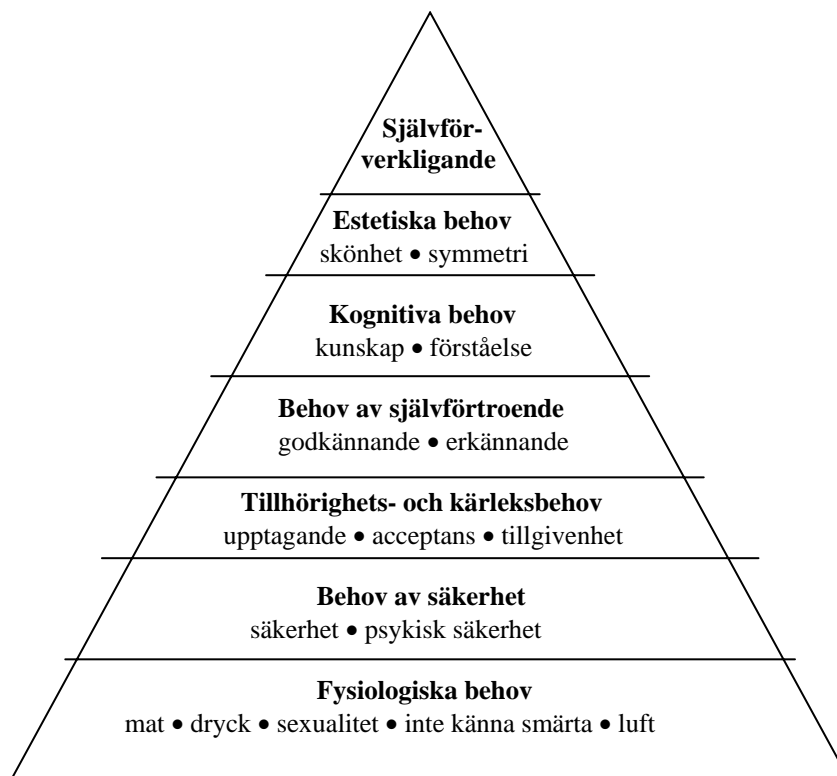 Självför-
verkligande
Estetiska behov
skönhet • symmetri
Kognitiva behov
kunskap • förståelse
Behov av självförtroende
godkännande • erkännande
Tillhörighets- och kärleksbehov
upptagande • acceptans • tillgivenhet
Behov av säkerhet
säkerhet • psykisk säkerhet
Fysiologiska behov
mat • dryck • sexualitet • inte känna smärta • luft